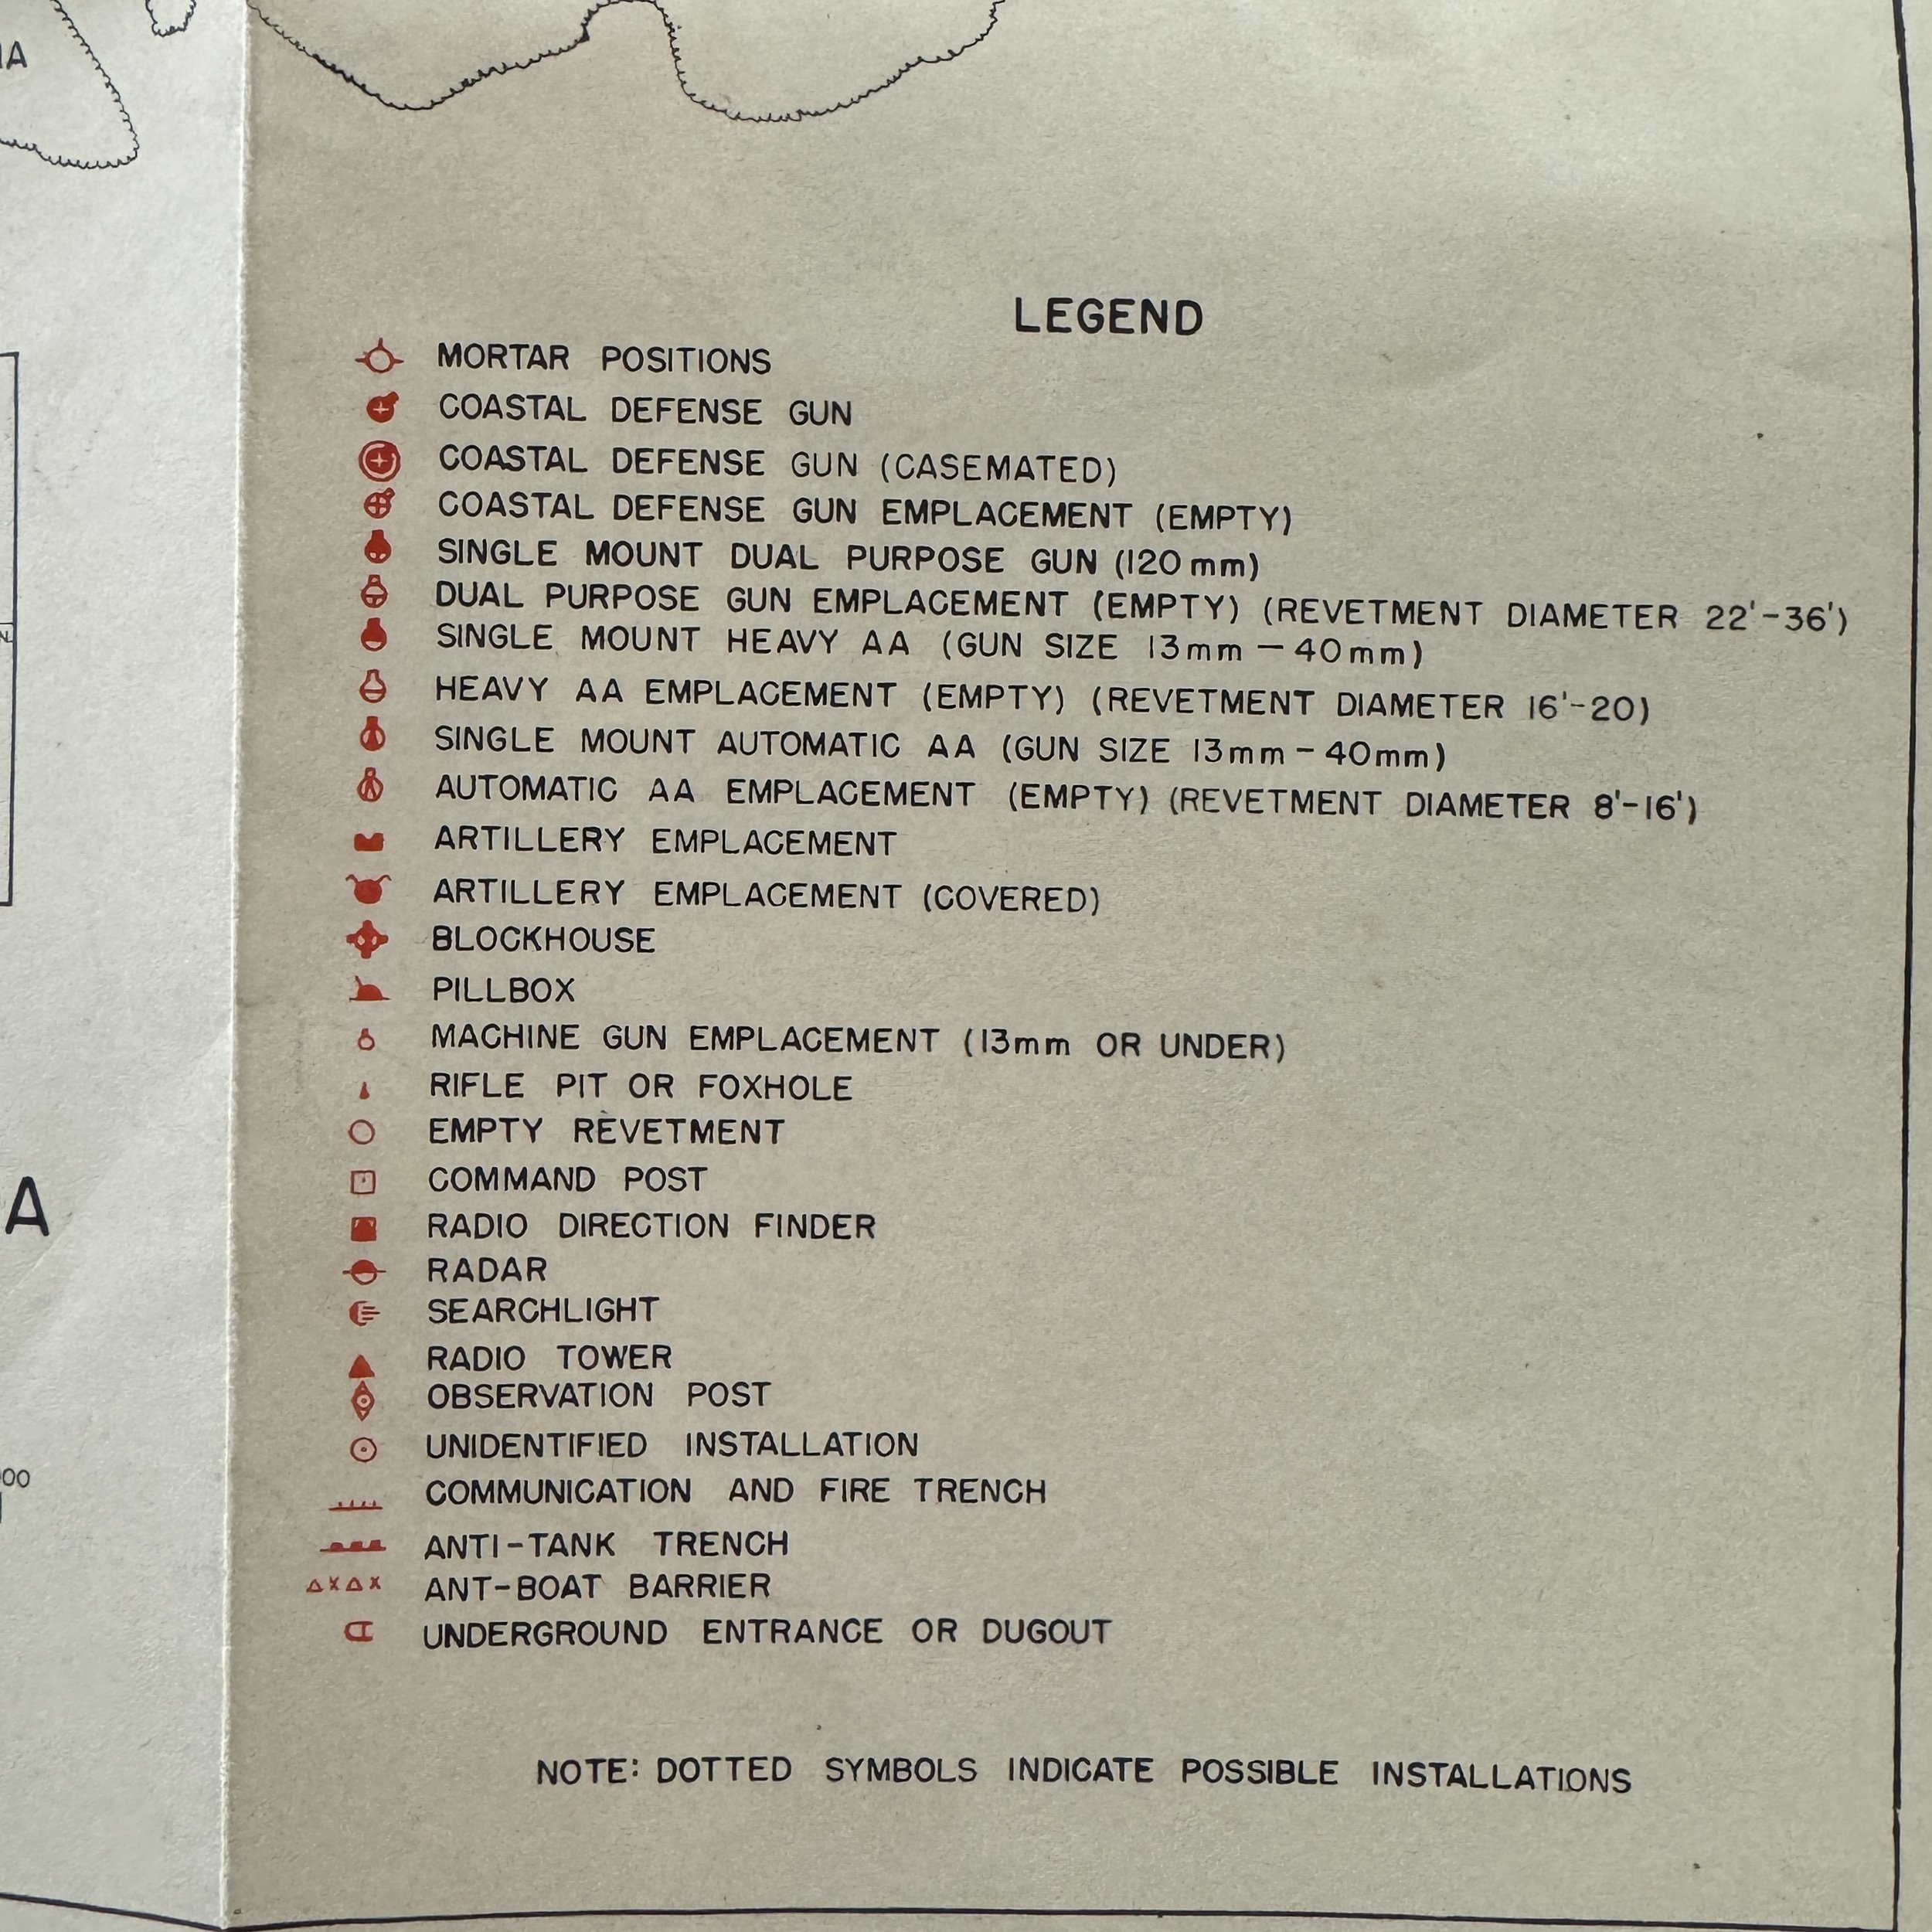 IA
LEGEND
MORTAR POSITIONS
COASTAL DEFENSE GUN
COASTAL DEFENSE GUN (CASEMATED)
COASTAL DEFENSE GUN EMPLACEMENT (EMPTY)
SINGLE MOUNT DUAL PURPOSE GUN (120mm)
DUAL PURPOSE GUN EMPLACEMENT (EMPTY) (REVETMENT DIAMETER 22'-36')
SINGLE MOUNT HEAVY AA (GUN SIZE 13mm – 40mm)
HEAVY AA EMPLACEMENT (EMPTY) (REVETMENT DIAMETER 16'-20)
SINGLE MOUNT AUTOMATIC AA (GUN SIZE 13mm – 40mm)
AUTOMATIC AA EMPLACEMENT (EMPTY) (REVETMENT DIAMETER 8'-16')
ARTILLERY EMPLACEMENT
ARTILLERY EMPLACEMENT (COVERED)
BLOCKHOUSE
PILLBOX
MACHINE GUN EMPLACEMENT (13mm OR UNDER)
RIFLE PIT OR FOXHOLE
EMPTY REVETMENT
COMMAND POST
A
RADIO DIRECTION FINDER
RADAR
SEARCHLIGHT
RADIO TOWER
OBSERVATION POST
UNIDENTIFIED INSTALLATION
00
COMMUNICATION AND FIRE TRENCH
ANTI-TANK TRENCH
ANT-BOAT BARRIER
UNDERGROUND ENTRANCE OR DUGOUT
NOTE: DOTTED SYMBOLS INDICATE POSSIBLE INSTALLATIONS